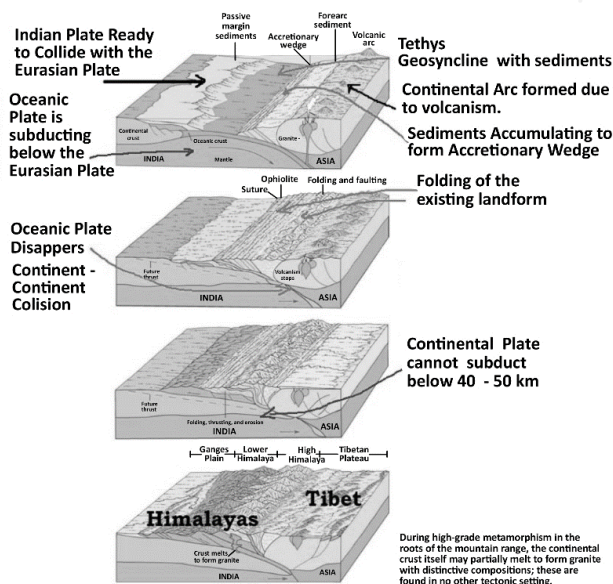 Indian Plate Ready
to Collide with the
Eurasian Plate
Passive
margin
sediments
Accretionary
wedge
Forearc
sediment
Volcanic
arc
Tethys
Geosyncline with sediments
Continental Arc formed due
to volcanism.
Sediments Accumulating to
form Accretionary Wedge
Oceanic
Plate is
subducting
below the
Eurasian Plate
Continental
crust
Oceanic crust
Granite
INDIA
Mantle
ASIA
Ophiolite
Suture
Folding and faulting
Folding of the
existing landform
Oceanic Plate
Disappers
Continent -
Continent
Colision
Future
thrust
Volcanism
stops
INDIA
ASIA
Continental Plate
cannot subduct
below 40 - 50 km
Future
thrust
Folding, thrusting, and erosion
INDIA
ASIA
Ganges
Plain
Lower
Himalaya
High
Himalaya
Tibetan
Plateau
Himalayas
Tibet
Crust melts
to form granite
INDIA
ASIA
During high-grade metamorphism in the
roots of the mountain range, the continental
crust itself may partially melt to form granite
with distinctive compositions; these are
found in no other tectonic setting.